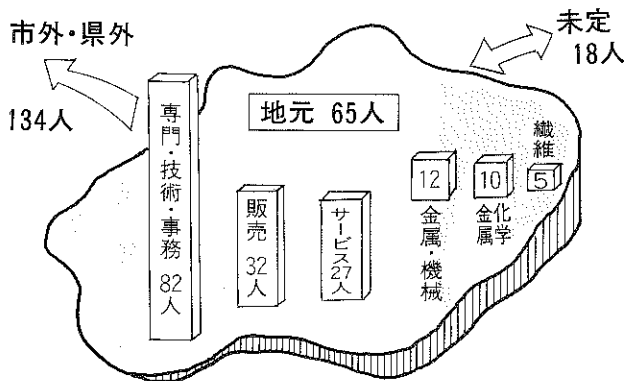 市外・県外
134人
未定
18人
地元 65人
専門・技術・事務 82人
販売 32人
サービス27人
12
金属・機械
10
化学
金属
繊維
5